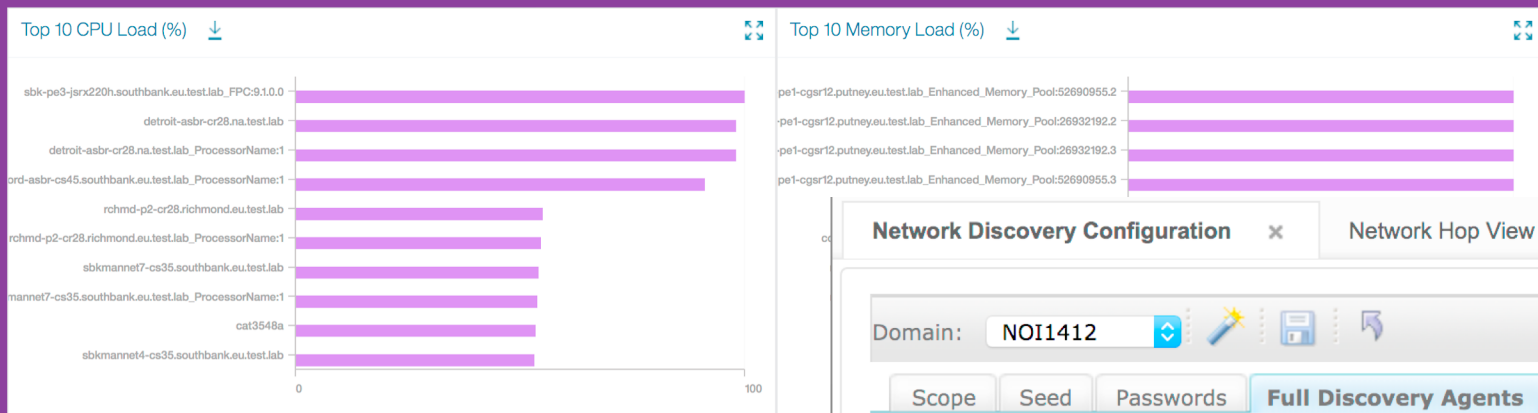 Top 10 CPU Load (%)
sbk-pe3-jsrx220h.southbank.eu.test.lab_FPC:9.1.0.0
detroit-asbr-cr28.na.test.lab
detroit-asbr-cr28.na.test.lab_ProcessorName:1
ord-asbr-cs45.southbank.eu.test.lab_ProcessorName:1
rchmd-p2-cr28.richmond.eu.test.lab
rchmd-p2-cr28.richmond.eu.test.lab_ProcessorName:1
sbkmannet7-cs35.southbank.eu.test.lab
mannet7-cs35.southbank.eu.test.lab_ProcessorName:1
cat3548a
sbkmannet4-cs35.southbank.eu.test.lab
0 100
Top 10 Memory Load (%)
pe1-cgsr12.putney.eu.test.lab_Enhanced_Memory_Pool:52690955.2
-pe1-cgsr12.putney.eu.test.lab_Enhanced_Memory_Pool:26932192.2
-pe1-cgsr12.putney.eu.test.lab_Enhanced_Memory_Pool:26932192.3
pe1-cgsr12.putney.eu.test.lab_Enhanced_Memory_Pool:52690955.3
Network Discovery Configuration Network Hop View
Domain: NOI1412
Scope Seed Passwords Full Discovery Agents